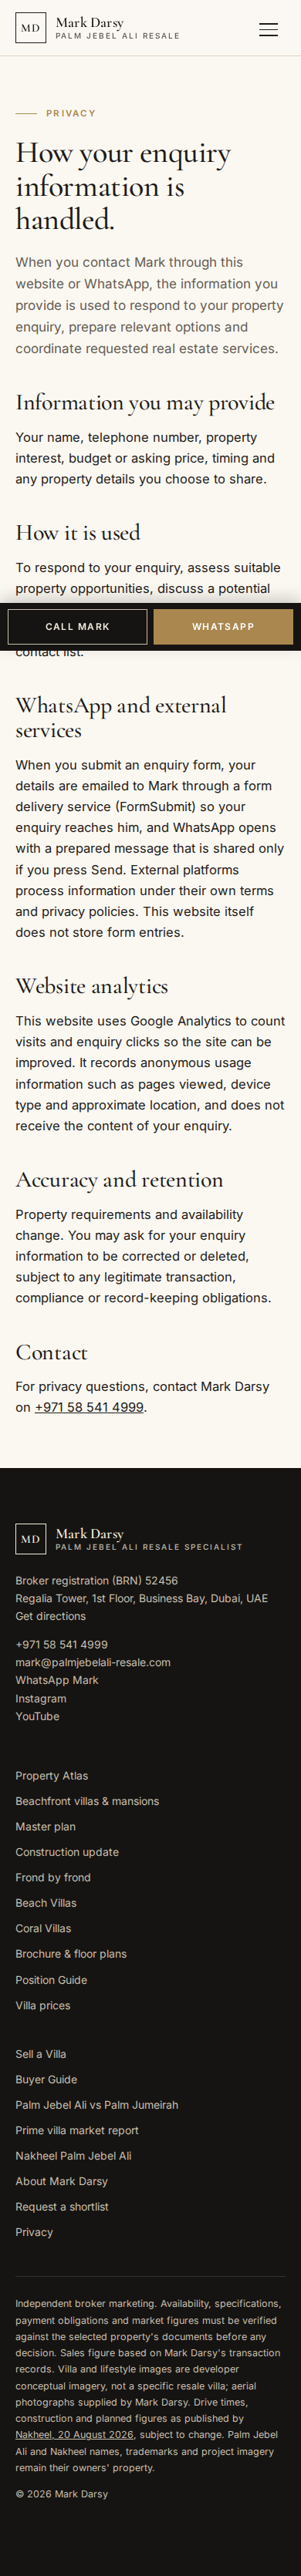 MD
Mark Darsy
PALM JEBEL ALI RESALE
PRIVACY
How your enquiry
information is
handled.
When you contact Mark through this
website or WhatsApp, the information you
provide is used to respond to your property
enquiry, prepare relevant options and
coordinate requested real estate services.
Information you may provide
Your name, telephone number, property
interest, budget or asking price, timing and
any property details you choose to share.
How it is used
To respond to your enquiry, assess suitable
property opportunities, discuss a potential
CALL MARK
WHATSAPP
contact list.
WhatsApp and external
services
When you submit an enquiry form, your
details are emailed to Mark through a form
delivery service (FormSubmit) so your
enquiry reaches him, and WhatsApp opens
with a prepared message that is shared only
if you press Send. External platforms
process information under their own terms
and privacy policies. This website itself
does not store form entries.
Website analytics
This website uses Google Analytics to count
visits and enquiry clicks so the site can be
improved. It records anonymous usage
information such as pages viewed, device
type and approximate location, and does not
receive the content of your enquiry.
Accuracy and retention
Property requirements and availability
change. You may ask for your enquiry
information to be corrected or deleted,
subject to any legitimate transaction,
compliance or record-keeping obligations.
Contact
For privacy questions, contact Mark Darsy
on +971 58 541 4999.
MD
Mark Darsy
PALM JEBEL ALI RESALE SPECIALIST
Broker registration (BRN) 52456
Regalia Tower, 1st Floor, Business Bay, Dubai, UAE
Get directions
+971 58 541 4999
mark@palmjebelali-resale.com
WhatsApp Mark
Instagram
YouTube
Property Atlas
Beachfront villas & mansions
Master plan
Construction update
Frond by frond
Beach Villas
Coral Villas
Brochure & floor plans
Position Guide
Villa prices
Sell a Villa
Buyer Guide
Palm Jebel Ali vs Palm Jumeirah
Prime villa market report
Nakheel Palm Jebel Ali
About Mark Darsy
Request a shortlist
Privacy
Independent broker marketing. Availability, specifications,
payment obligations and market figures must be verified
against the selected property's documents before any
decision. Sales figure based on Mark Darsy's transaction
records. Villa and lifestyle images are developer
conceptual imagery, not a specific resale villa; aerial
photographs supplied by Mark Darsy. Drive times,
construction and planned figures as published by
Nakheel, 20 August 2026, subject to change. Palm Jebel
Ali and Nakheel names, trademarks and project imagery
remain their owners' property.
© 2026 Mark Darsy